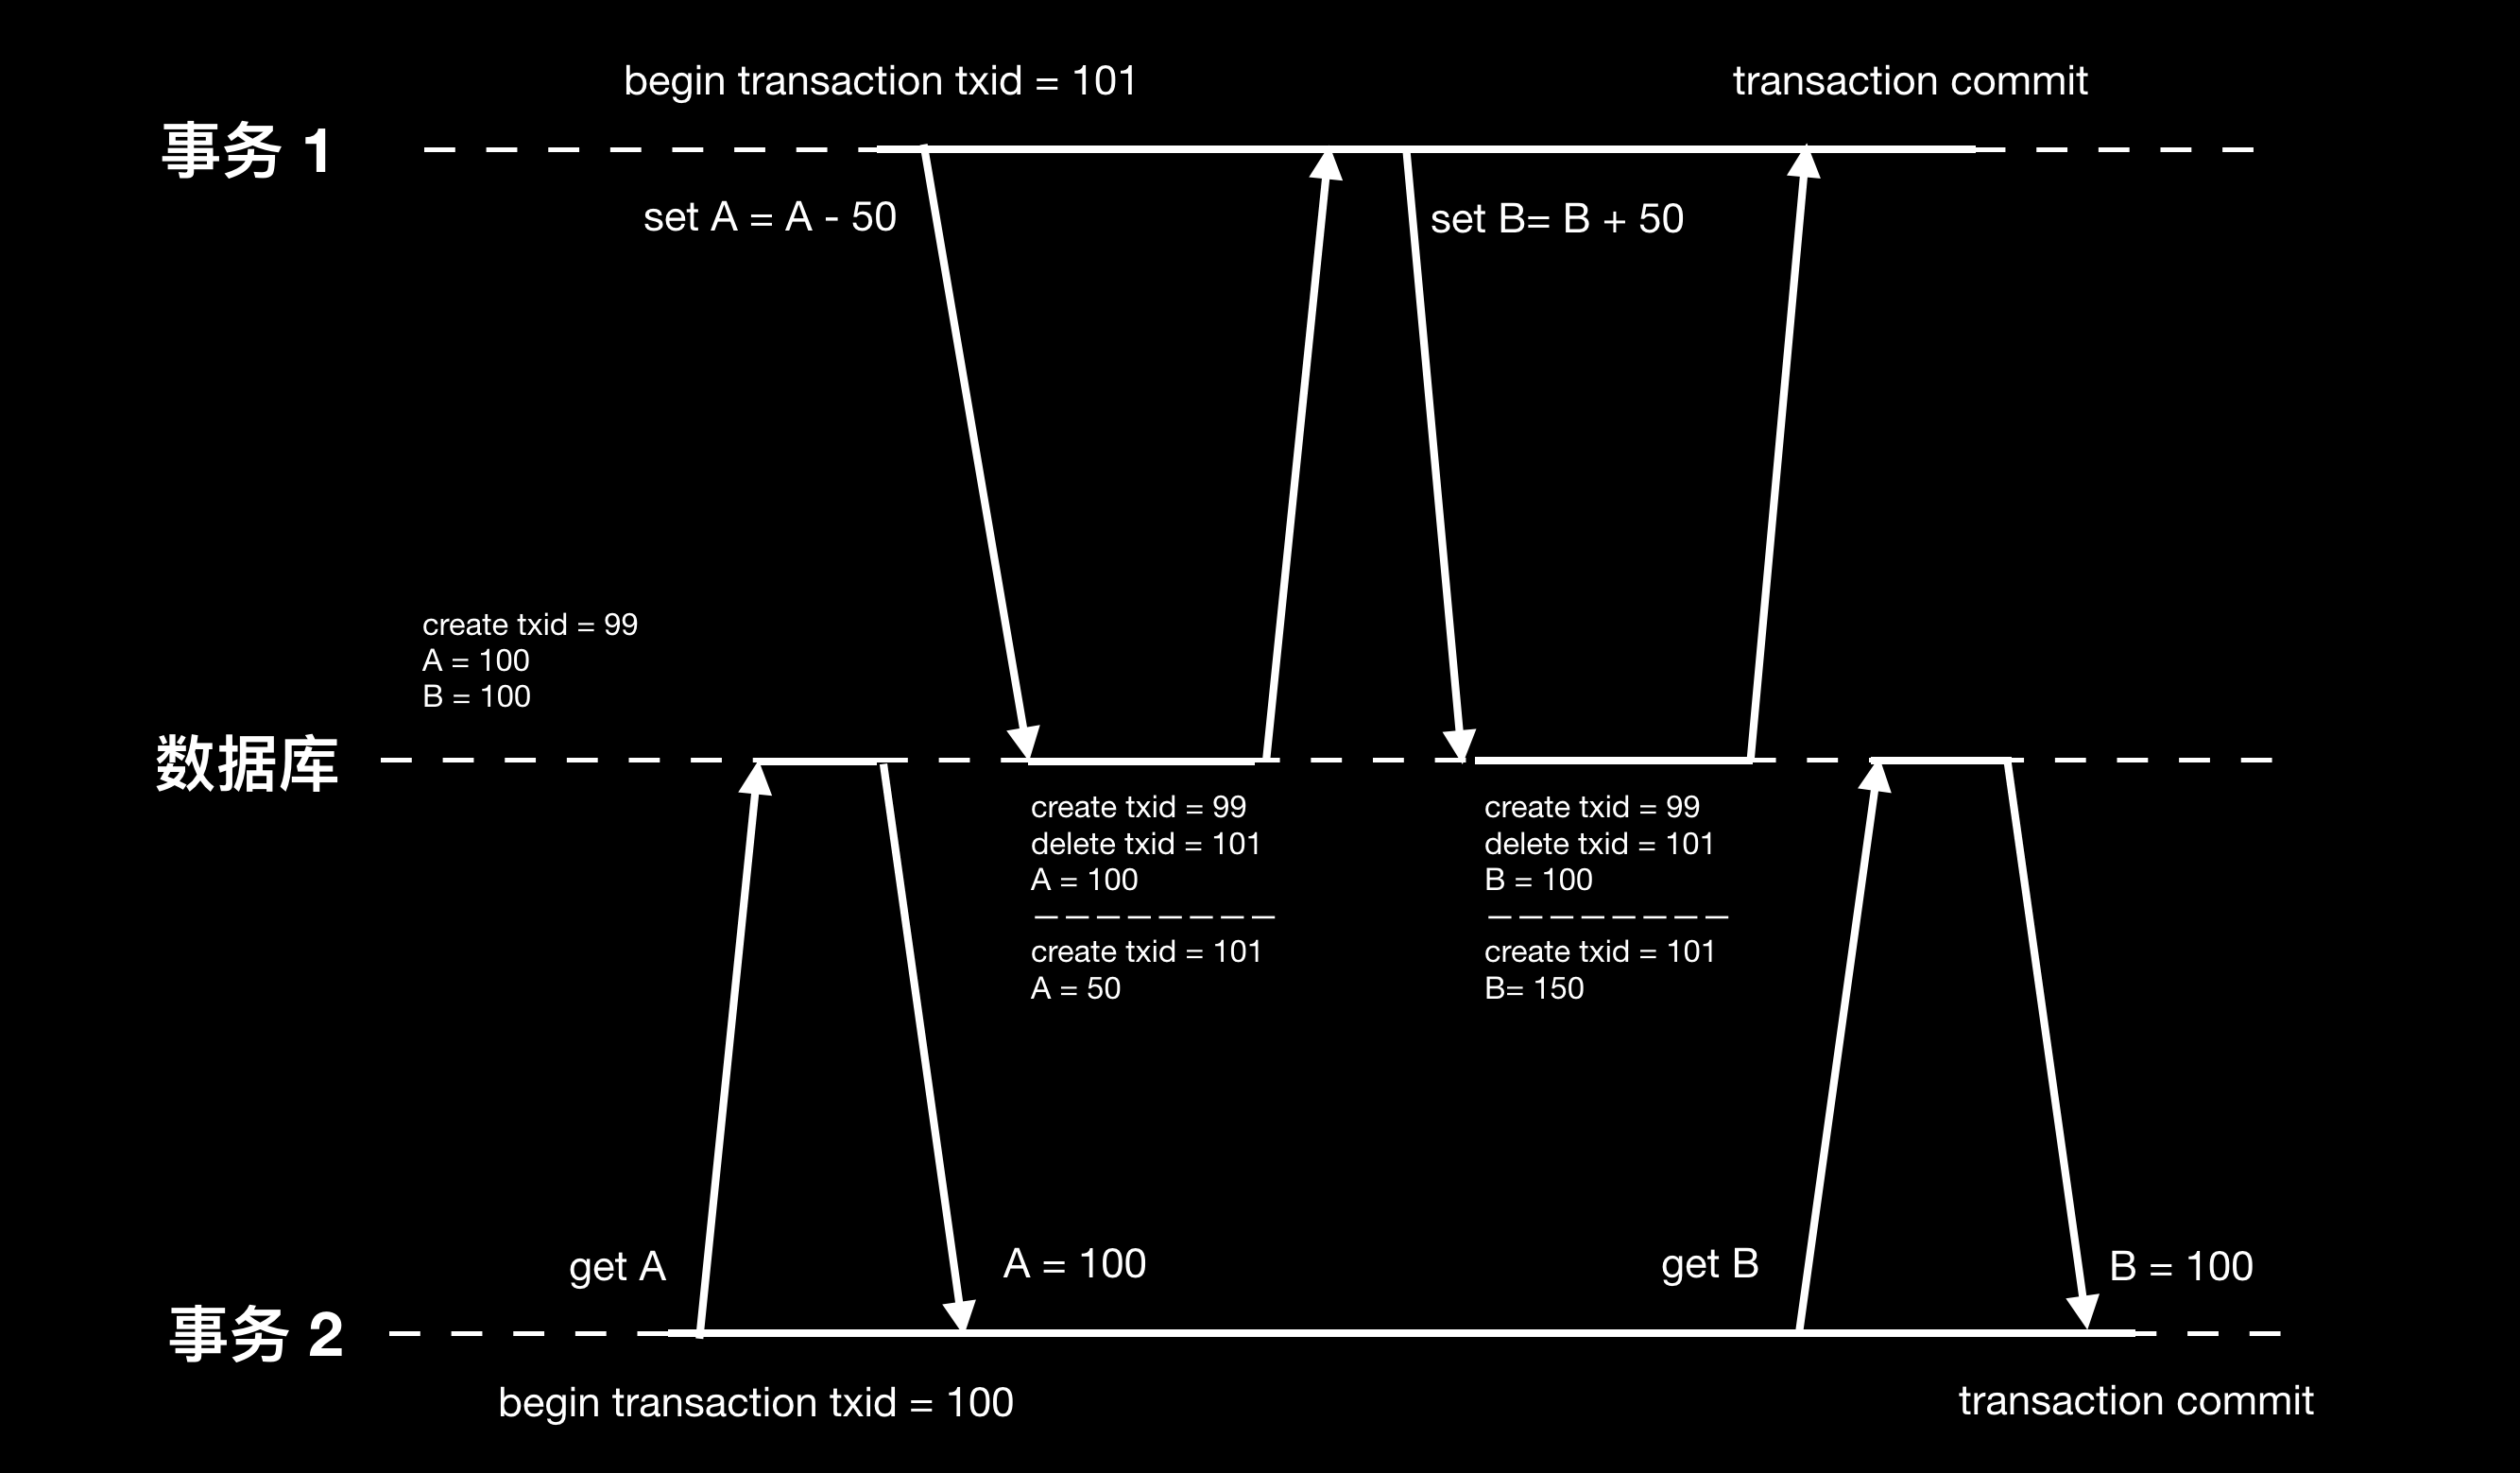 begin transaction txid = 101
transaction commit
事务 1
set A = A - 50
set B= B + 50
create txid = 99
A = 100
B = 100
数据库
create txid = 99
delete txid = 101
A = 100
————————
create txid = 101
A = 50
create txid = 99
delete txid = 101
B = 100
————————
create txid = 101
B= 150
get A
A = 100
get B
B = 100
事务 2
begin transaction txid = 100
transaction commit